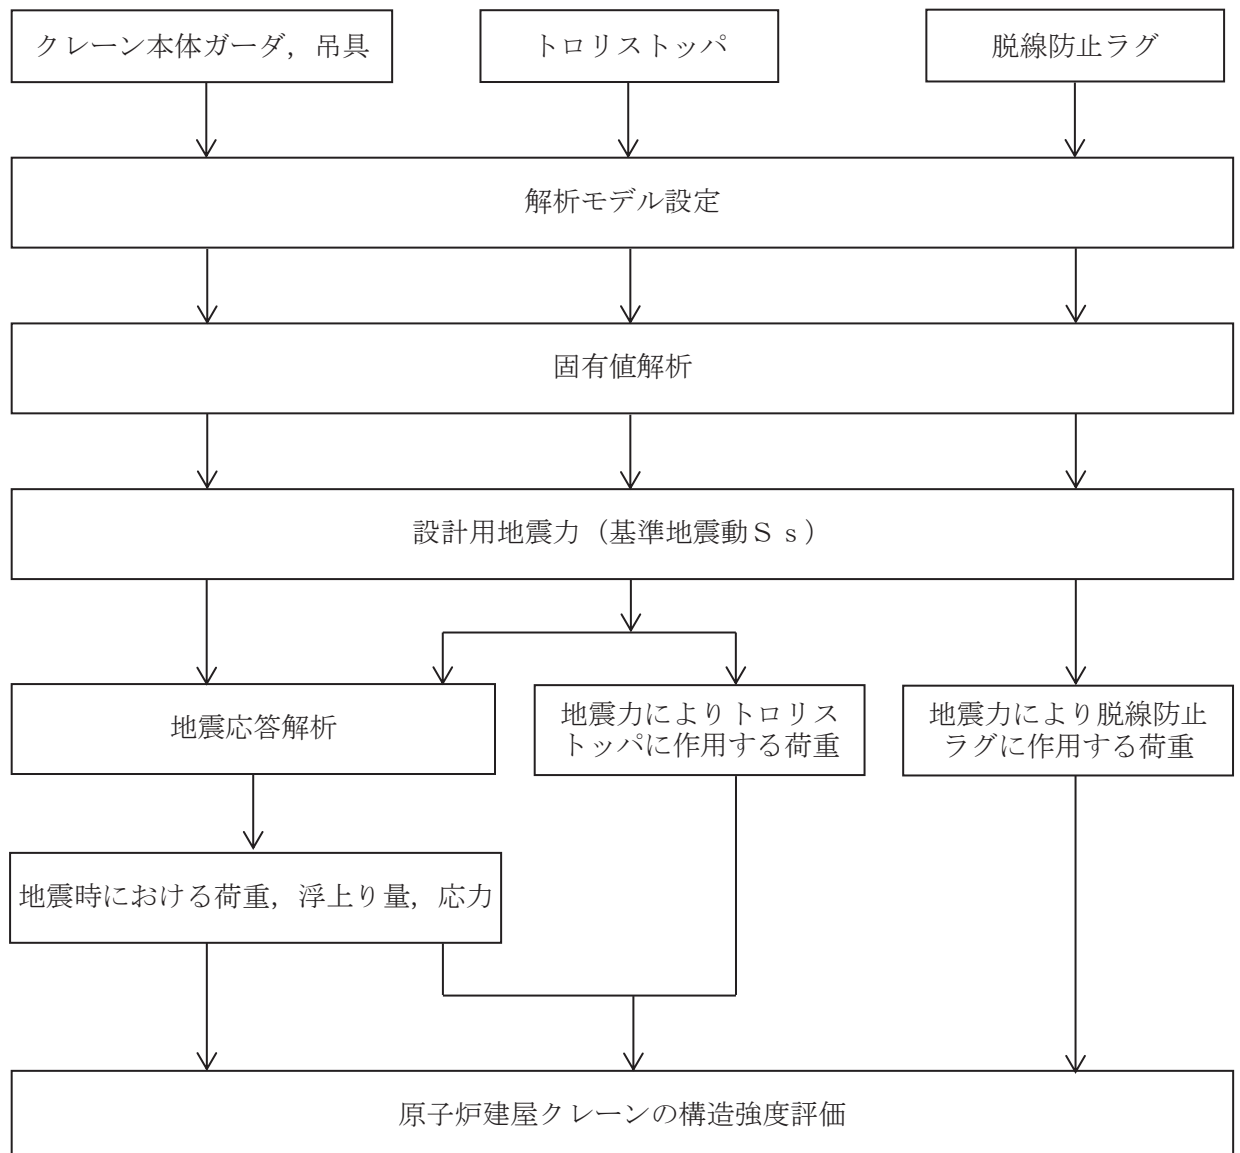 クレーン本体ガーダ，吊具
トロリストッパ
脱線防止ラグ
解析モデル設定
固有値解析
設計用地震力（基準地震動Ｓｓ）
地震応答解析
地震力によりトロリス
トッパに作用する荷重
地震力により脱線防止
ラグに作用する荷重
地震時における荷重，浮上り量，応力
原子炉建屋クレーンの構造強度評価